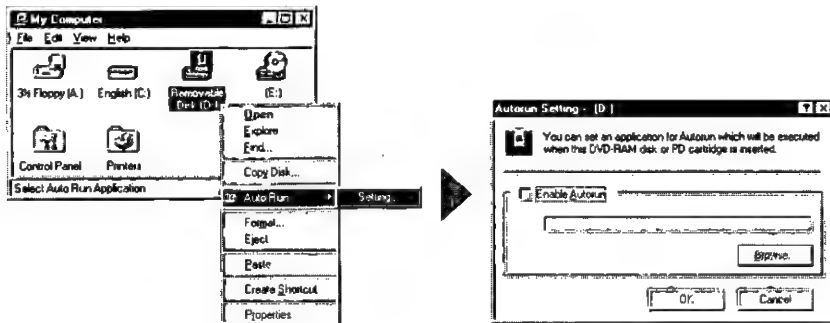 My Computer
File Edit View Help
3½ Floppy (A:)
English (C:)
Removable
Disk (D:)
(E:)
Control Panel
Printers
Select Auto Run Application
Open
Explore
Find...
Copy Disk...
Auto Run
Setting...
Format...
Eject
Paste
Create Shortcut
Properties
Autorun Setting - (D:)
You can set an application for Autorun which will be executed
when this DVD-RAM disk or PD cartridge is inserted.
Enable Autorun
Browse...
OK
Cancel